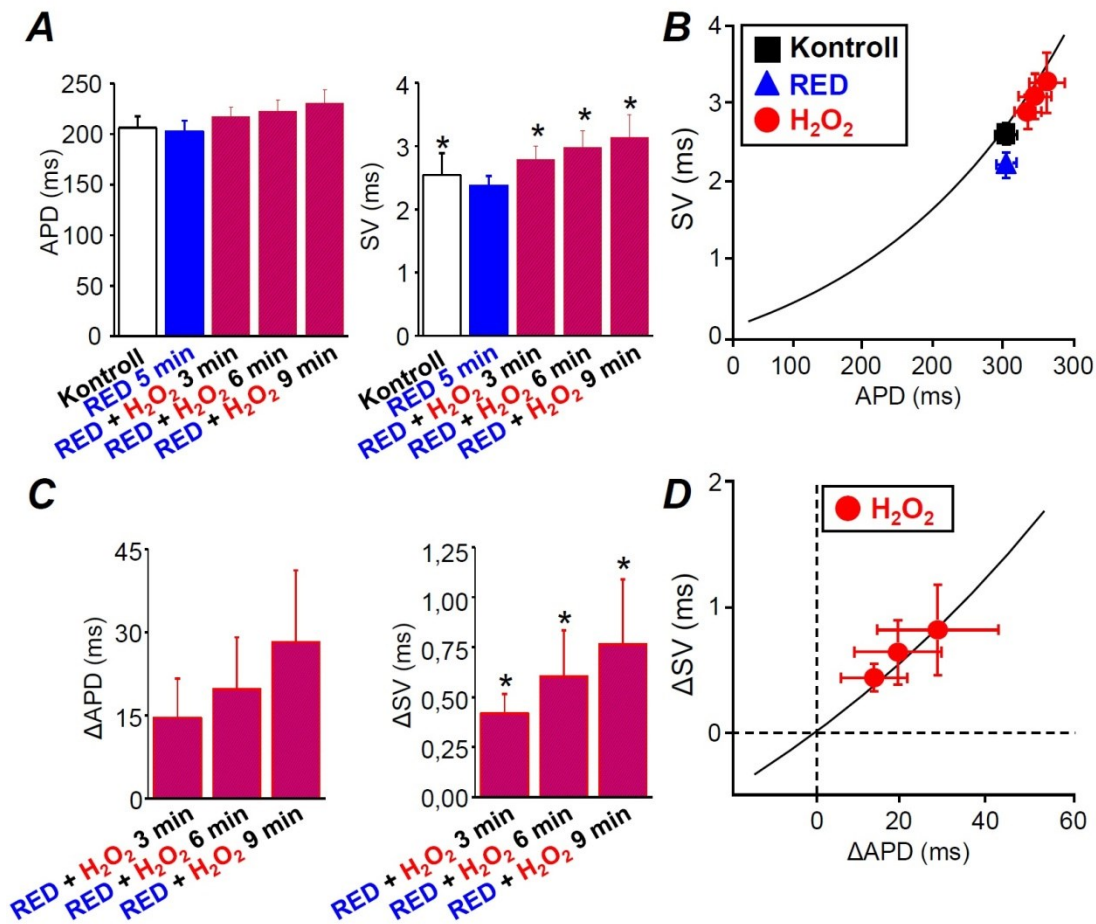 A
APD (ms)
250
200
150
100
50
0
Kontroll
RED 5 min
RED + H₂O₂ 3 min
RED + H₂O₂ 6 min
RED + H₂O₂ 9 min
SV (ms)
4
3
2
1
0
*
*
*
*
Kontroll
RED 5 min
RED + H₂O₂ 3 min
RED + H₂O₂ 6 min
RED + H₂O₂ 9 min
B
SV (ms)
4
3
2
1
0
Kontroll
RED
H₂O₂
0 100 200 200 300 300
APD (ms)
C
ΔAPD (ms)
45
30
15
0
RED + H₂O₂ 3 min
RED + H₂O₂ 6 min
RED + H₂O₂ 9 min
ΔSV (ms)
1,25
1,00
0,75
0,50
0,25
0,00
*
*
*
RED + H₂O₂ 3 min
RED + H₂O₂ 6 min
RED + H₂O₂ 9 min
D
ΔSV (ms)
2
1
0
H₂O₂
0 20 40 60
ΔAPD (ms)